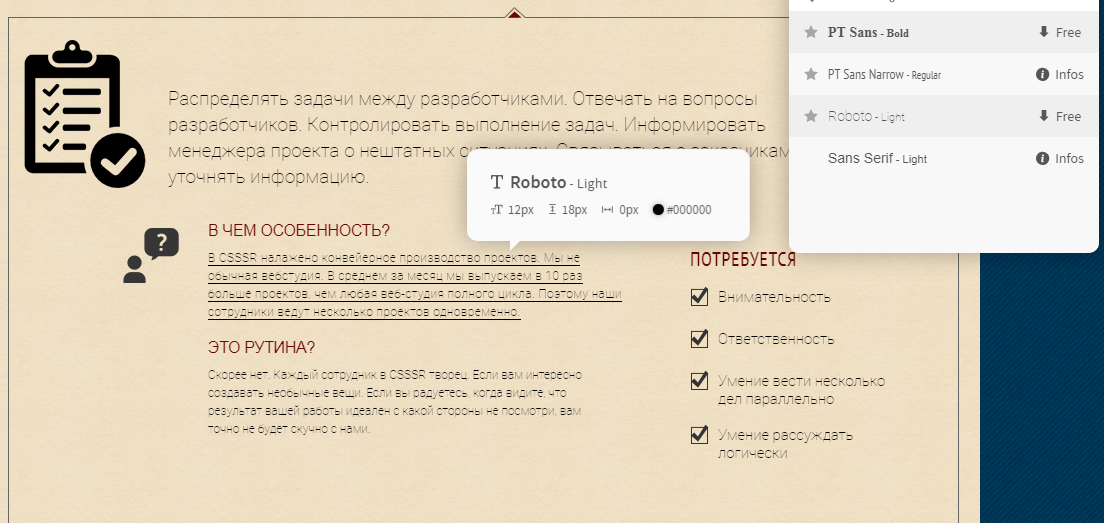 PT Sans - Bold
Free
PT Sans Narrow - Regular
Infos
Roboto - Light
Free
Sans Serif - Light
Infos
Распределять задачи между разработчиками. Отвечать на вопросы
разработчиков. Контролировать выполнение задач. Информировать
менеджера проекта о нештатных ситуациях. Связываться с заказчикам
уточнять информацию.
Roboto - Light
12px 18px 0px #000000
В ЧЕМ ОСОБЕННОСТЬ?
В CSSSR налажено конвейерное производство проектов. Мы не
обычная вебстудия. В среднем за месяц мы выпускаем в 10 раз
больше проектов, чем любая веб-студия полного цикла. Поэтому наши
сотрудники ведут несколько проектов одновременно.
ЭТО РУТИНА?
Скорее нет. Каждый сотрудник в CSSSR творец. Если вам интересно
создавать необычные вещи. Если вы радуетесь, когда видите, что
результат вашей работы идеален с какой стороны не посмотри, вам
точно не будет скучно с нами.
ПОТРЕБУЕТСЯ
Внимательность
Ответственность
Умение вести несколько
дел параллельно
Умение рассуждать
логически